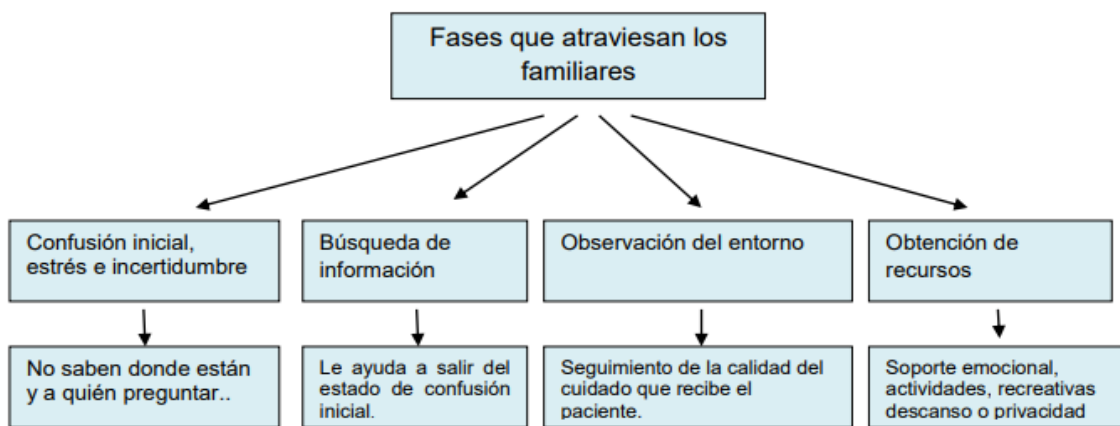 Fases que atraviesan los
familiares
Confusión inicial,
estrés e incertidumbre
Búsqueda de
información
Observación del entorno
Obtención de
recursos
No saben donde están
y a quién preguntar..
Le ayuda a salir del
estado de confusión
inicial.
Seguimiento de la calidad del
cuidado que recibe el
paciente.
Soporte emocional,
actividades, recreativas
descanso o privacidad